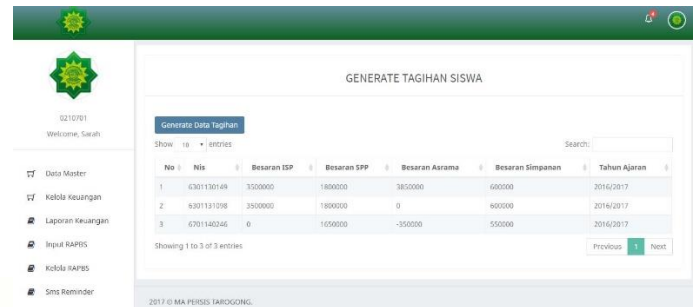 GENERATE TAGIHAN SISWA
0210701
Welcome, Sarah
Data Master
Kelola Keuangan
Laporan Keuangan
Input RAPBS
Kelola RAPBS
Sms Reminder
Generate Data Tagihan
Show 10 entries Search:
No Nis Besaran ISP Besaran SPP Besaran Asrama Besaran Simpanan Tahun Ajaran
1 6301130149 3500000 1800000 3850000 600000 2016/2017
2 6301131098 3500000 1800000 0 600000 2016/2017
3 6701140246 0 1650000 -350000 550000 2016/2017
Showing 1 to 3 of 3 entries Previous 1 Next
2017 © MA PERSIS TAROGONG.